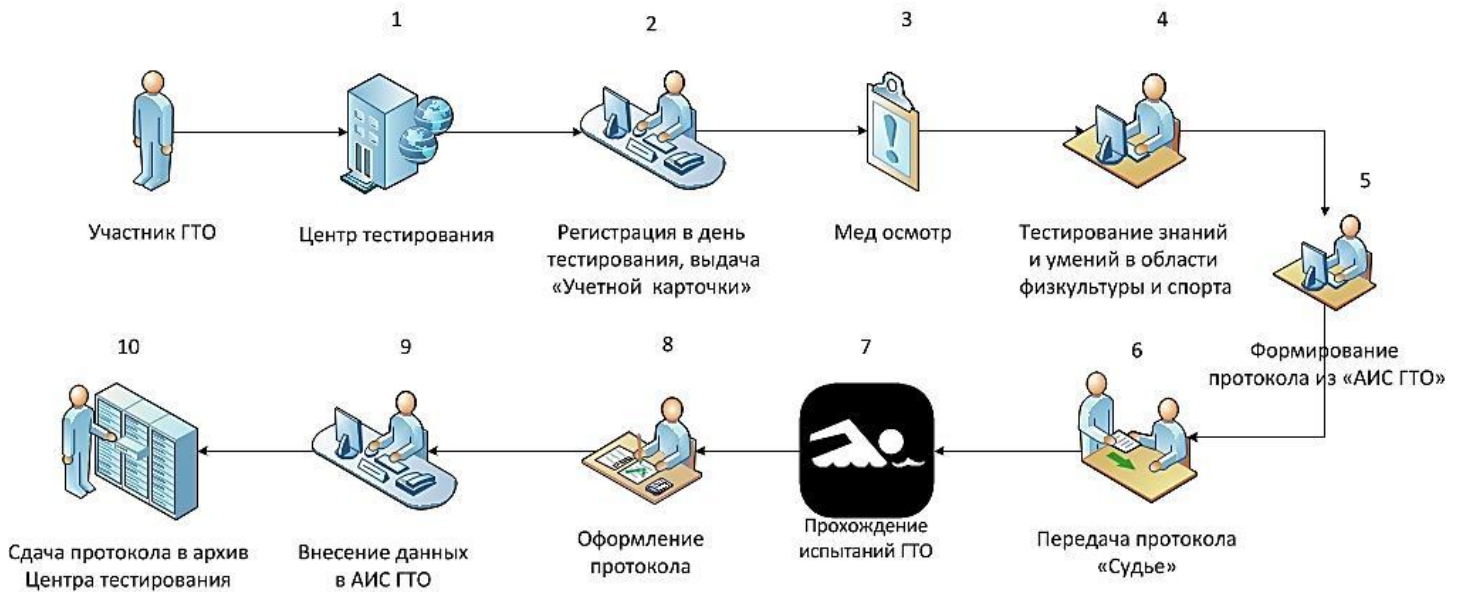 1
2
3
4
Участник ГТО
Центр тестирования
Регистрация в день
тестирования, выдача
«Учетной карточки»
Мед осмотр
Тестирование знаний
и умений в области
физкультуры и спорта
5
Формирование
протокола из «АИС ГТО»
10
9
8
7
6
Сдача протокола в архив
Центра тестирования
Внесение данных
в АИС ГТО
Оформление
протокола
Прохождение
испытаний ГТО
Передача протокола
«Судье»